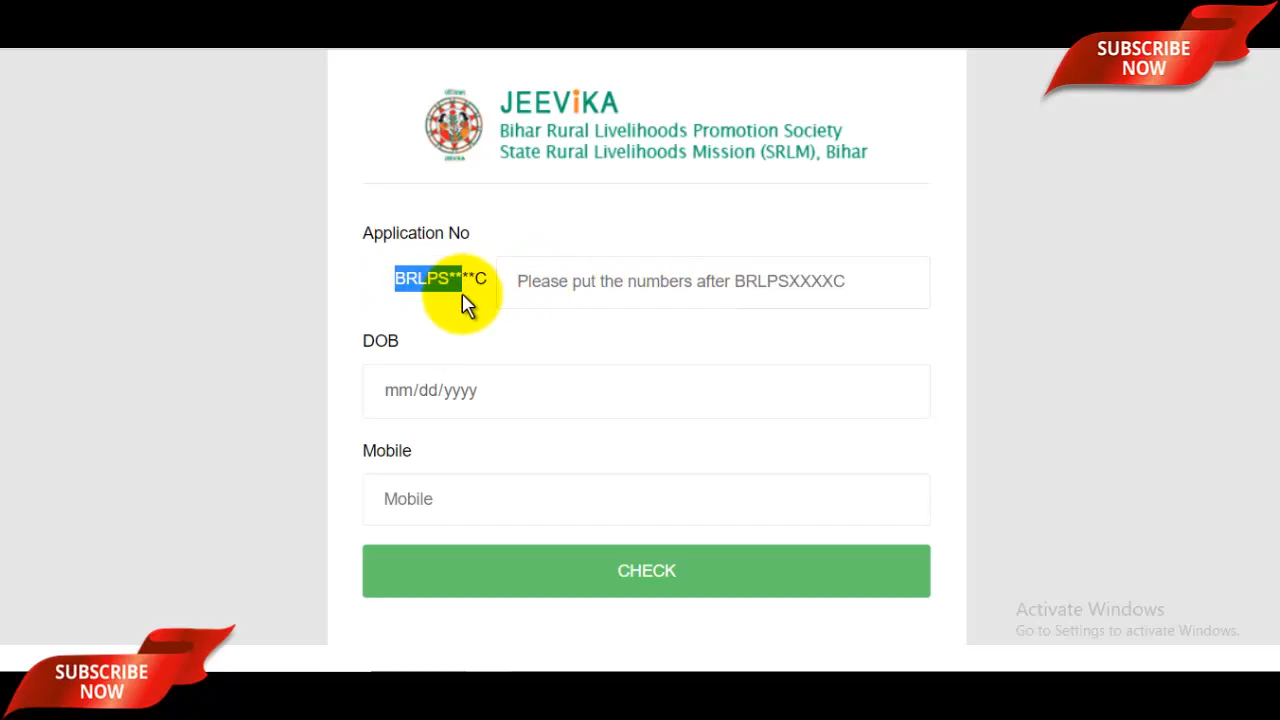 SUBSCRIBE
NOW
JEEViKA
Bihar Rural Livelihoods Promotion Society
State Rural Livelihoods Mission (SRLM), Bihar
Application No
BRLPS****C
Please put the numbers after BRLPSXXXXC
DOB
mm/dd/yyyy
Mobile
Mobile
CHECK
Activate Windows
Go to Settings to activate Windows.
SUBSCRIBE
NOW